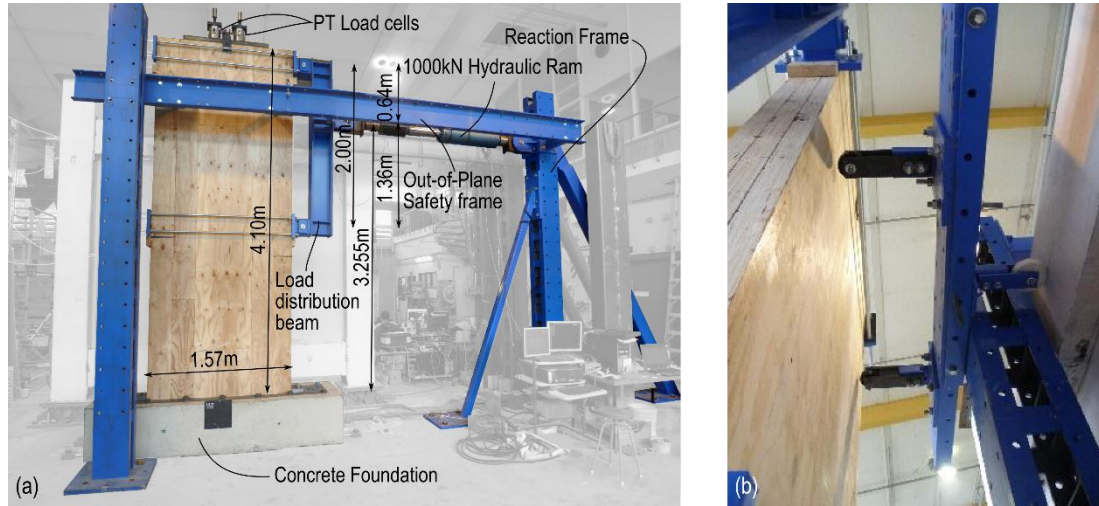 PT Load cells
Reaction Frame
1000kN Hydraulic Ram
0.64m
2.00m
1.36m
Out-of-Plane
Safety frame
4.10m
3.255m
Load
distribution
beam
1.57m
Concrete Foundation
(a)
(b)